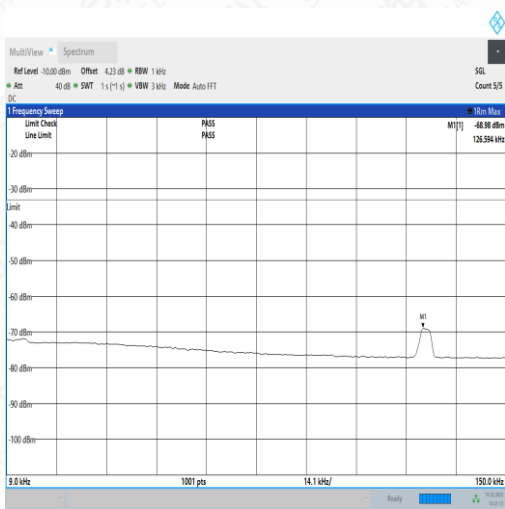 MultiView Spectrum
Ref Level -10.00 dBm Offset 4.23 dB RBW 1 kHz SGL
Att 40 dB SWT 1 s (~1 s) VBW 3 kHz Mode Auto FFT Count 5/5
DC
1 Frequency Sweep 1Rm Max
Limit Check PASS M1[1] -68.98 dBm
Line Limit PASS 126.594 kHz
-20 dBm
-30 dBm
Limit
-40 dBm
-50 dBm
-60 dBm
M1
-70 dBm
-80 dBm
-90 dBm
-100 dBm
9.0 kHz 1001 pts 14.1 kHz/ 150.0 kHz
Ready